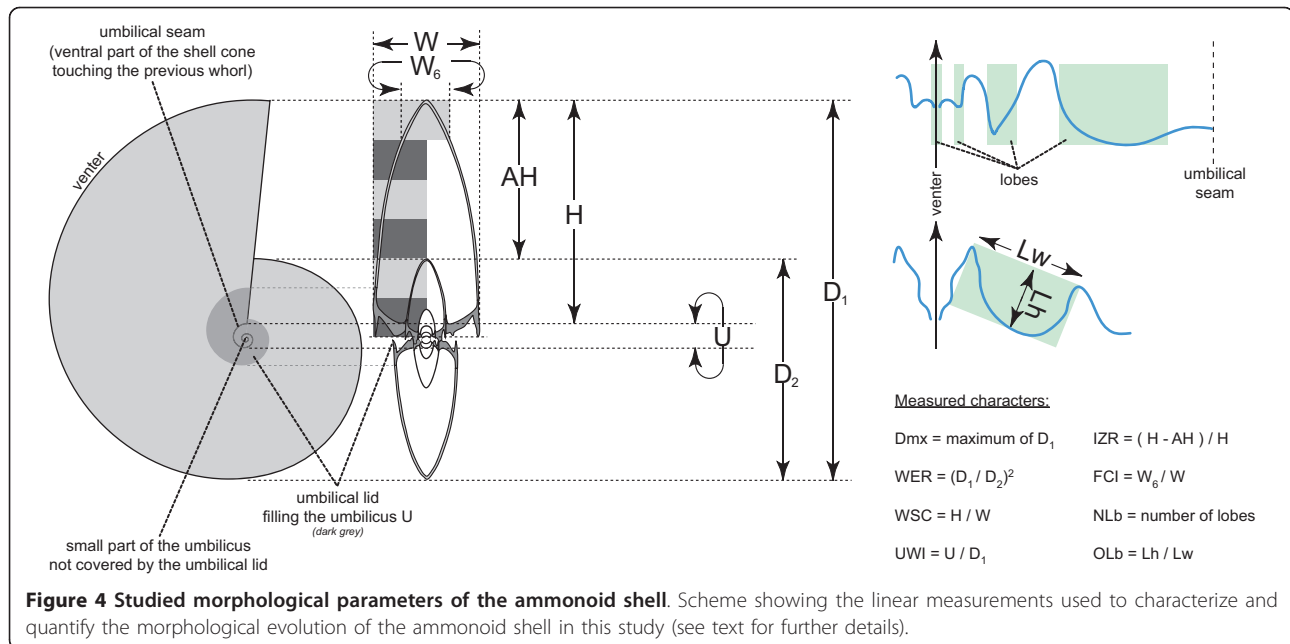 umbilical seam
(ventral part of the shell cone
touching the previous whorl)
venter
W
W6
AH
H
U
D1
D2
umbilical lid
filling the umbilicus U
(dark grey)
small part of the umbilicus
not covered by the umbilical lid
venter
lobes
umbilical
seam
Lw
Lh
Measured characters:
Dmx = maximum of D1
IZR = ( H - AH ) / H
WER = (D1 / D2)²
FCI = W6 / W
WSC = H / W
NLb = number of lobes
UWI = U / D1
OLb = Lh / Lw
Figure 4 Studied morphological parameters of the ammonoid shell. Scheme showing the linear measurements used to characterize and
quantify the morphological evolution of the ammonoid shell in this study (see text for further details).